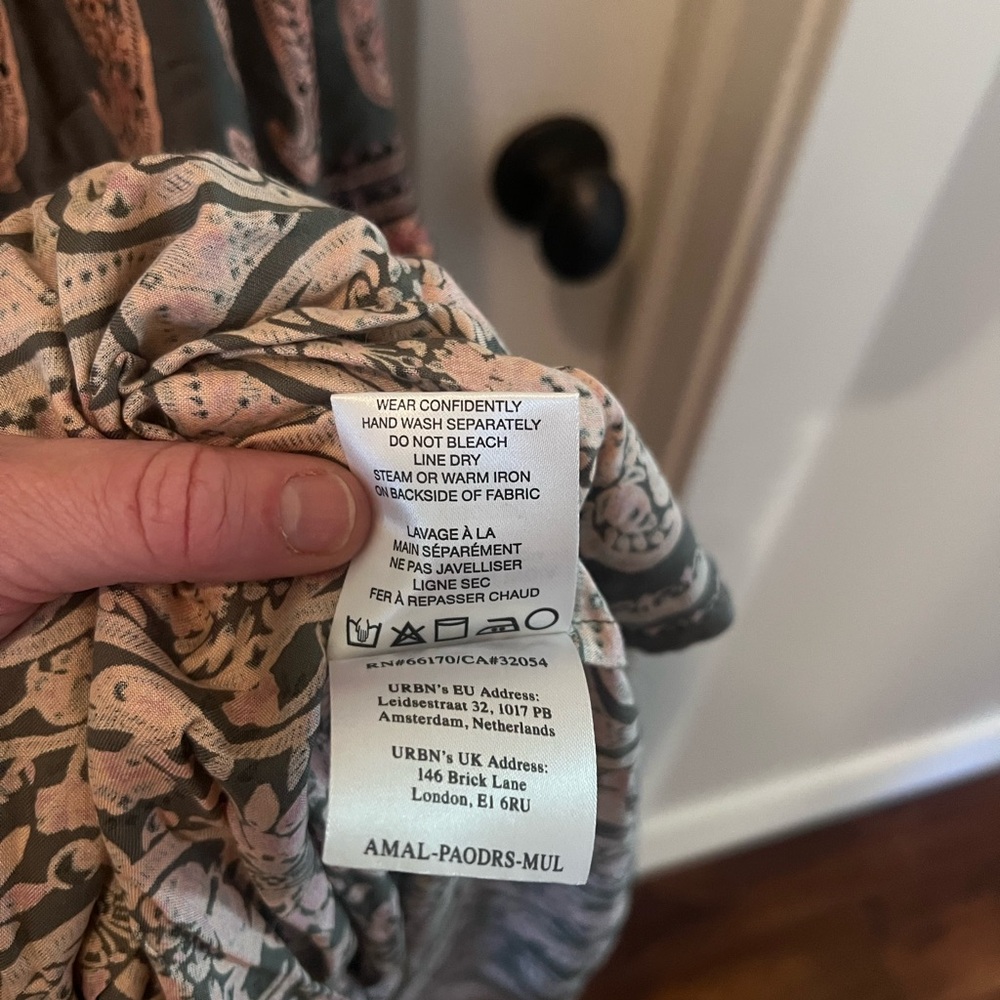 WEAR CONFIDENTLY
HAND WASH SEPARATELY
DO NOT BLEACH
LINE DRY
STEAM OR WARM IRON
ON BACKSIDE OF FABRIC
LAVAGE À LA
MAIN SÉPARÉMENT
NE PAS JAVELLISER
LIGNE SEC
FER À REPASSER CHAUD
RN#66170/CA#32054
URBN's EU Address:
Leidsestraat 32, 1017 PB
Amsterdam, Netherlands
URBN's UK Address:
146 Brick Lane
London, E1 6RU
AMAL-PAODRS-MUL